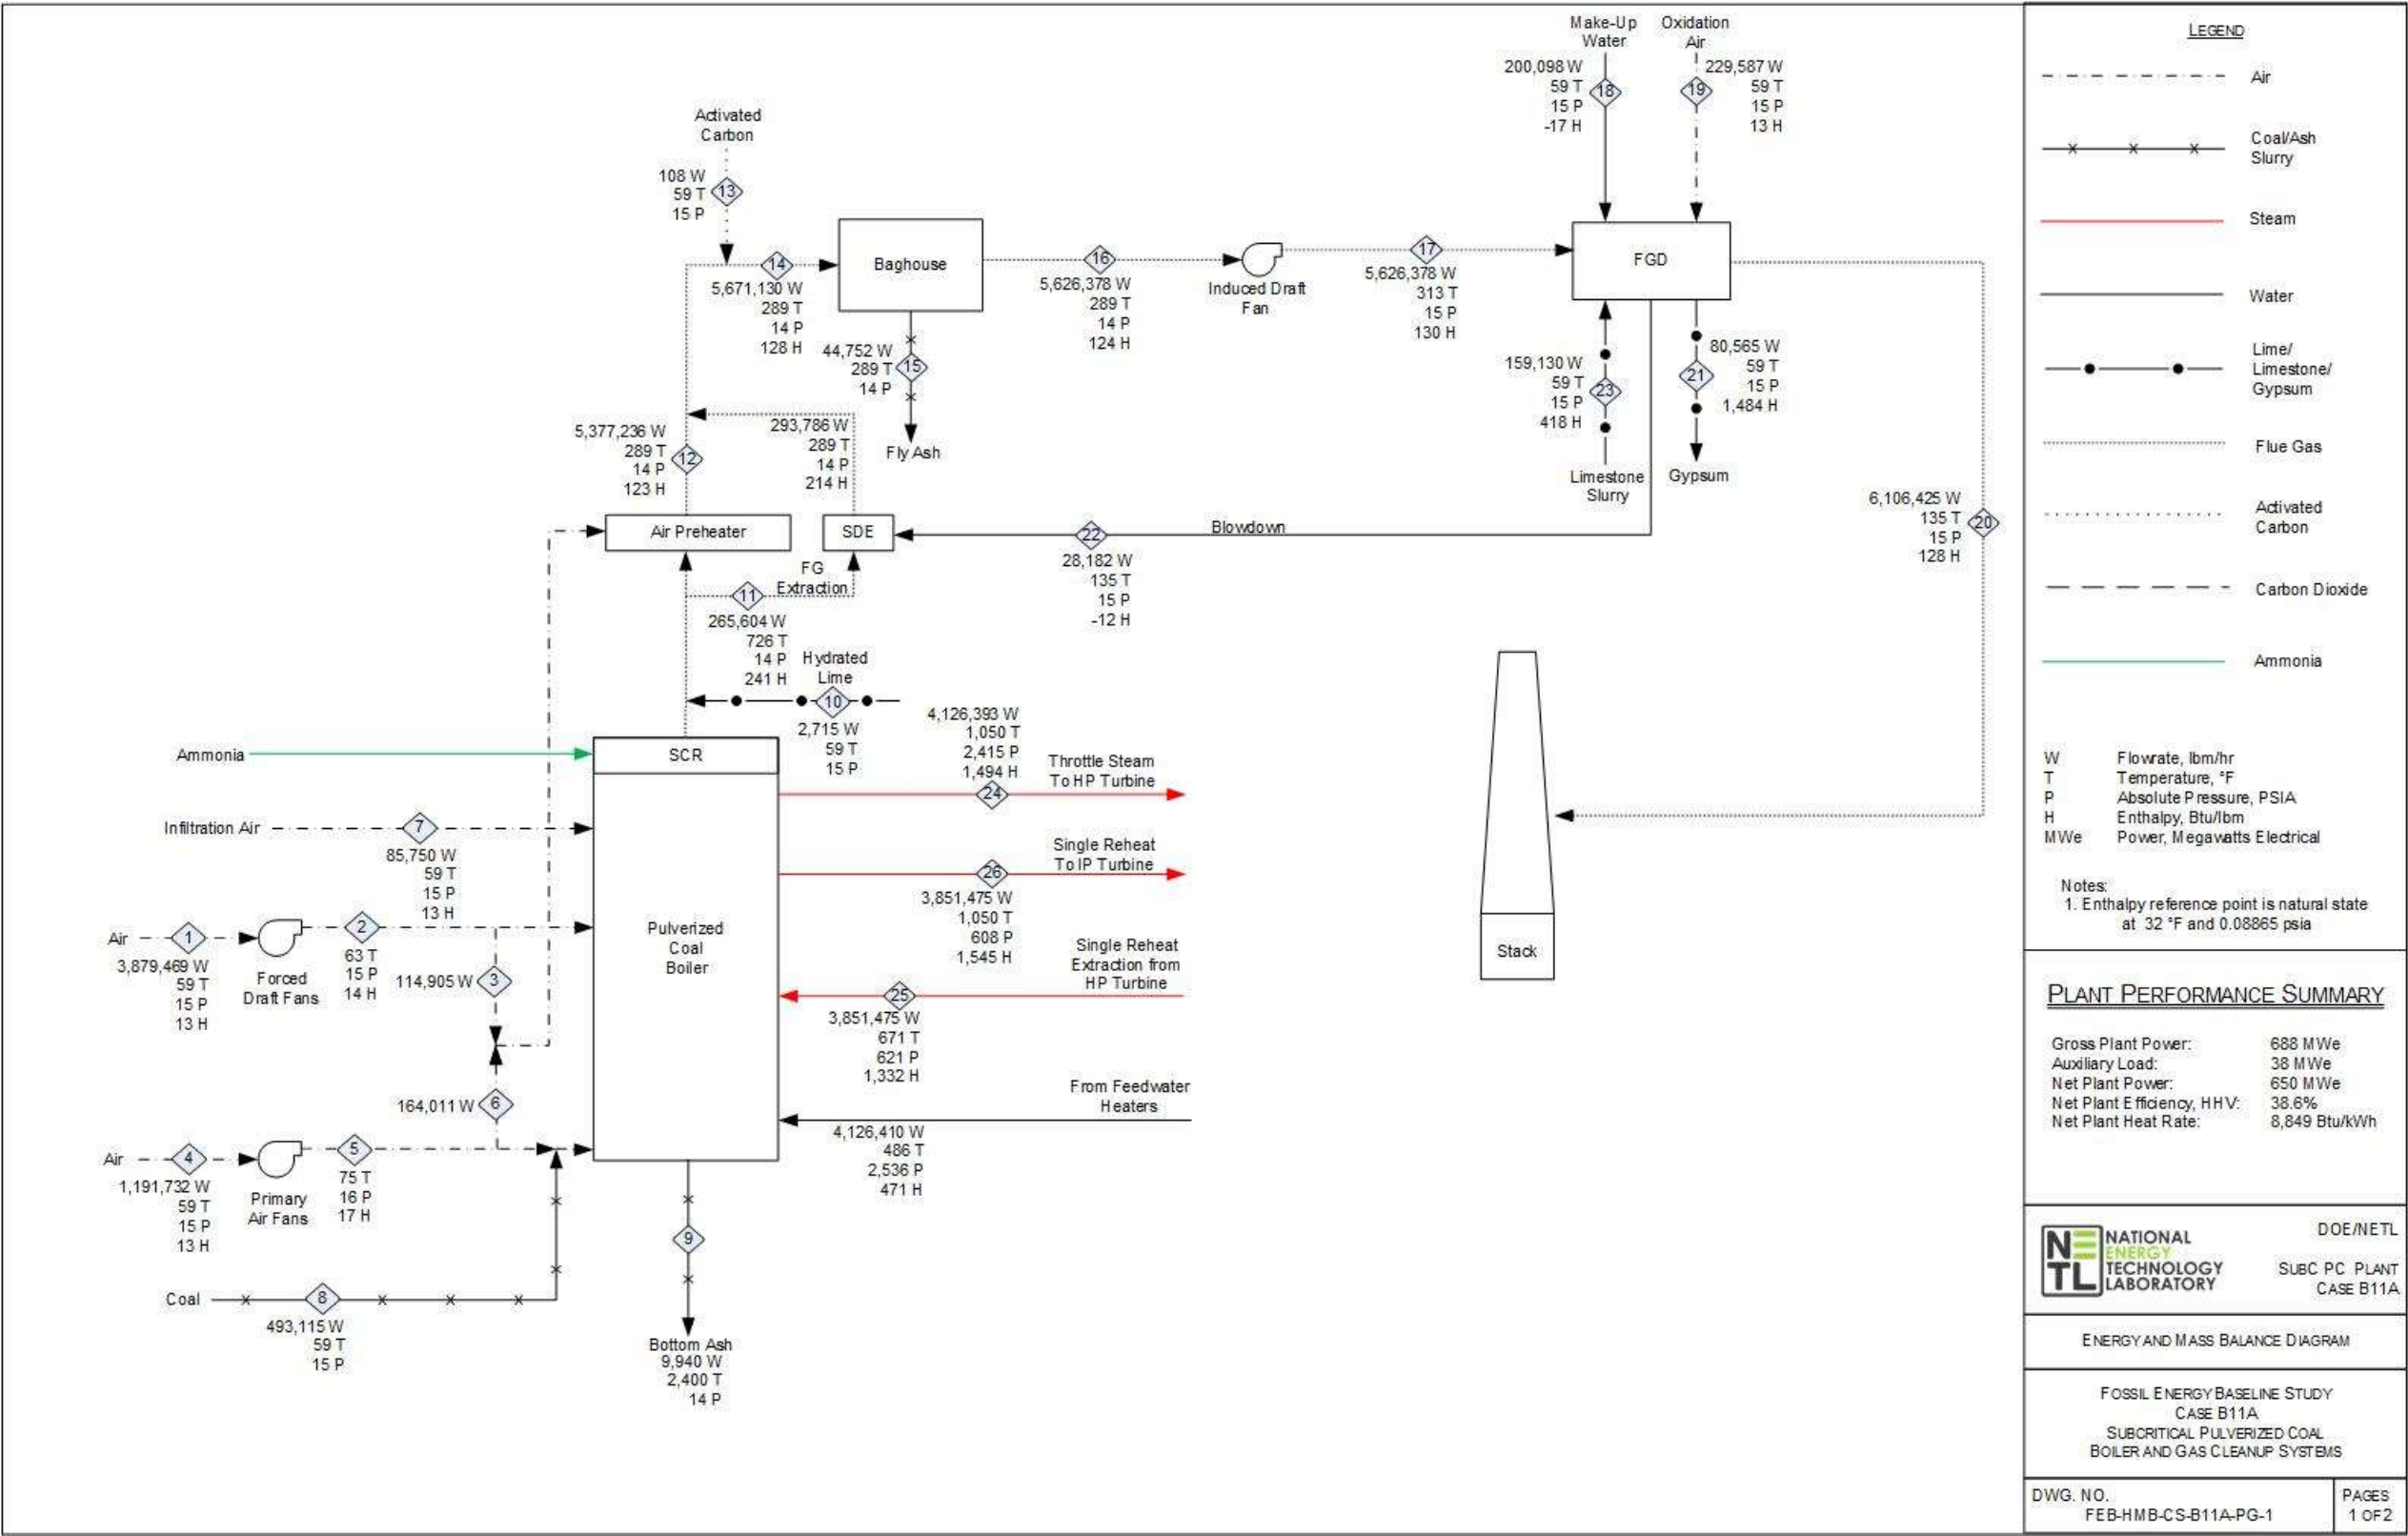 Make-Up
Water
200,098 W
59 T
15 P
-17 H
18
Oxidation
Air
229,587 W
59 T
15 P
13 H
19
Activated
Carbon
108 W
59 T
15 P
13
14
5,671,130 W
289 T
14 P
128 H
Baghouse
16
5,626,378 W
289 T
14 P
124 H
Induced Draft
Fan
17
5,626,378 W
313 T
15 P
130 H
FGD
44,752 W
289 T
14 P
15
Fly Ash
159,130 W
59 T
15 P
418 H
23
Limestone
Slurry
80,565 W
59 T
15 P
1,484 H
21
Gypsum
5,377,236 W
289 T
14 P
123 H
12
293,786 W
289 T
14 P
214 H
6,106,425 W
135 T
15 P
128 H
20
Air Preheater
SDE
22
Blowdown
28,182 W
135 T
15 P
-12 H
FG
Extraction
11
265,604 W
726 T
14 P
241 H
Hydrated
Lime
10
2,715 W
59 T
15 P
Ammonia
SCR
4,126,393 W
1,050 T
2,415 P
1,494 H
24
Throttle Steam
To HP Turbine
Infiltration Air
7
85,750 W
59 T
15 P
13 H
Single Reheat
To IP Turbine
26
3,851,475 W
1,050 T
608 P
1,545 H
Air
1
3,879,469 W
59 T
15 P
13 H
Forced
Draft Fans
2
63 T
15 P
14 H
114,905 W
3
Pulverized
Coal
Boiler
Single Reheat
Extraction from
HP Turbine
25
3,851,475 W
671 T
621 P
1,332 H
Stack
164,011 W
6
From Feedwater
Heaters
4,126,410 W
486 T
2,536 P
471 H
Air
4
1,191,732 W
59 T
15 P
13 H
Primary
Air Fans
5
75 T
16 P
17 H
Coal
8
493,115 W
59 T
15 P
9
Bottom Ash
9,940 W
2,400 T
14 P
LEGEND
Air
Coal/Ash
Slurry
Steam
Water
Lime/
Limestone/
Gypsum
Flue Gas
Activated
Carbon
Carbon Dioxide
Ammonia
W Flowrate, lbm/hr
T Temperature, °F
P Absolute Pressure, PSIA
H Enthalpy, Btu/lbm
MWe Power, Megawatts Electrical
Notes:
1. Enthalpy reference point is natural state
at 32 °F and 0.08865 psia
PLANT PERFORMANCE SUMMARY
Gross Plant Power: 688 MWe
Auxiliary Load: 38 MWe
Net Plant Power: 650 MWe
Net Plant Efficiency, HHV: 38.6%
Net Plant Heat Rate: 8,849 Btu/kWh
NETL
NATIONAL
ENERGY
TECHNOLOGY
LABORATORY
DOE/NETL
SUBC PC PLANT
CASE B11A
ENERGY AND MASS BALANCE DIAGRAM
FOSSIL ENERGY BASELINE STUDY
CASE B11A
SUBCRITICAL PULVERIZED COAL
BOILER AND GAS CLEANUP SYSTEMS
DWG. NO.
FEB-HMB-CS-B11A-PG-1
PAGES
1 OF 2